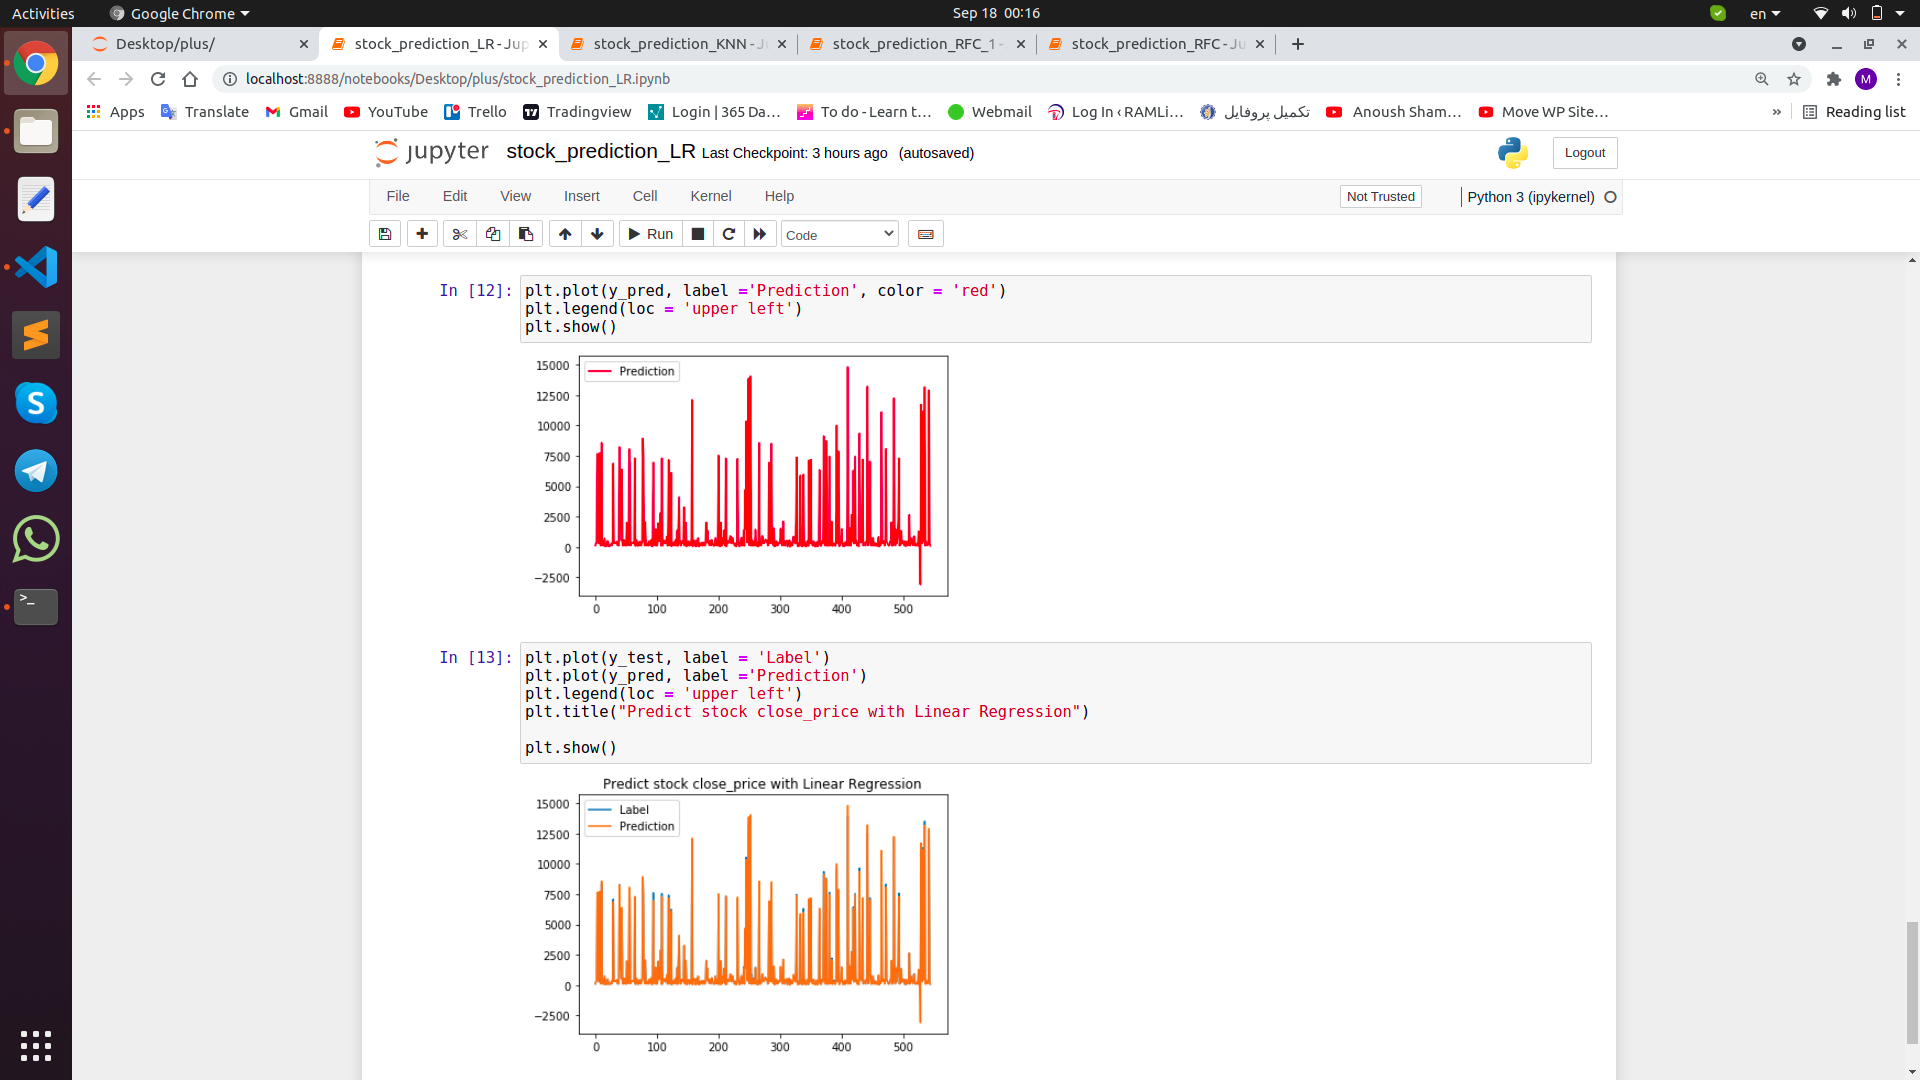 Activities Google Chrome Sep 18 00:16 en
Desktop/plus/ stock_prediction_LR - Jup stock_prediction_KNN - Ju stock_prediction_RFC_1 - stock_prediction_RFC - Ju
localhost:8888/notebooks/Desktop/plus/stock_prediction_LR.ipynb M
Apps Translate Gmail YouTube Trello Tradingview Login | 365 Da… To do - Learn t… Webmail Log In ‹ RAMLi… تکمیل پروفایل Anoush Sham… Move WP Site… » Reading list
jupyter stock_prediction_LR Last Checkpoint: 3 hours ago (autosaved) Logout
File Edit View Insert Cell Kernel Help Not Trusted Python 3 (ipykernel)
Run Code
In [12]: plt.plot(y_pred, label ='Prediction', color = 'red')
plt.legend(loc = 'upper left')
plt.show()
Prediction
15000
12500
10000
7500
5000
2500
0
−2500
0 100 200 300 400 500
In [13]: plt.plot(y_test, label = 'Label')
plt.plot(y_pred, label ='Prediction')
plt.legend(loc = 'upper left')
plt.title("Predict stock close_price with Linear Regression")
plt.show()
Predict stock close_price with Linear Regression
Label
Prediction
15000
12500
10000
7500
5000
2500
0
−2500
0 100 200 300 400 500